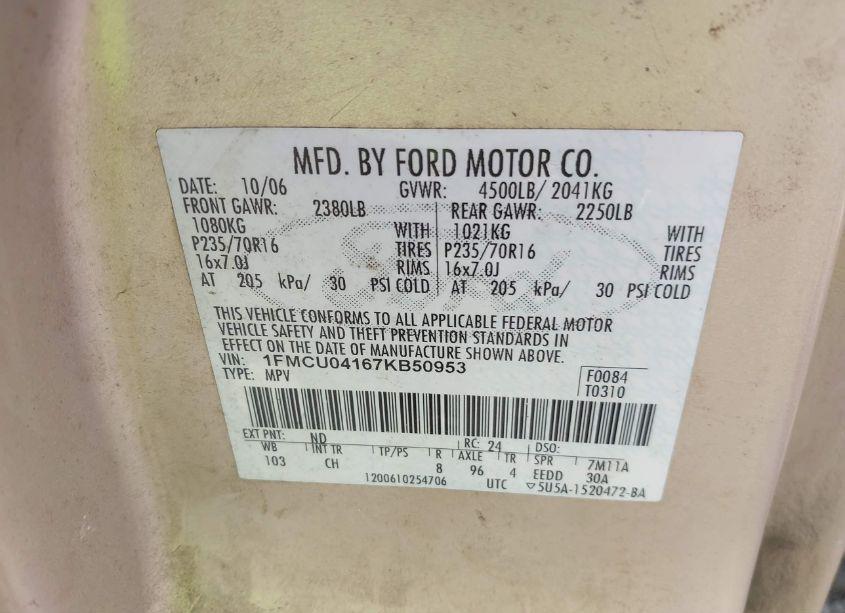 MFD. BY FORD MOTOR CO.
DATE: 10/06 GVWR: 4500LB/ 2041KG
FRONT GAWR: 2380LB REAR GAWR: 2250LB
1080KG WITH 1021KG WITH
P235/70R16 TIRES P235/70R16 TIRES
16x7.0J RIMS 16x7.0J RIMS
AT 205 kPa/ 30 PSI COLD AT 205 kPa/ 30 PSI COLD
THIS VEHICLE CONFORMS TO ALL APPLICABLE FEDERAL MOTOR
VEHICLE SAFETY AND THEFT PREVENTION STANDARDS IN
EFFECT ON THE DATE OF MANUFACTURE SHOWN ABOVE.
VIN: 1FMCU04167KB50953 F0084
TYPE: MPV T0310
EXT PNT: ND RC: 24 DSO:
WB INT TR TP/PS R AXLE TR SPR 7M11A
103 CH 8 96 4 EEDD 30A
1200610254706 UTC ▽5U5A-1520472-BA